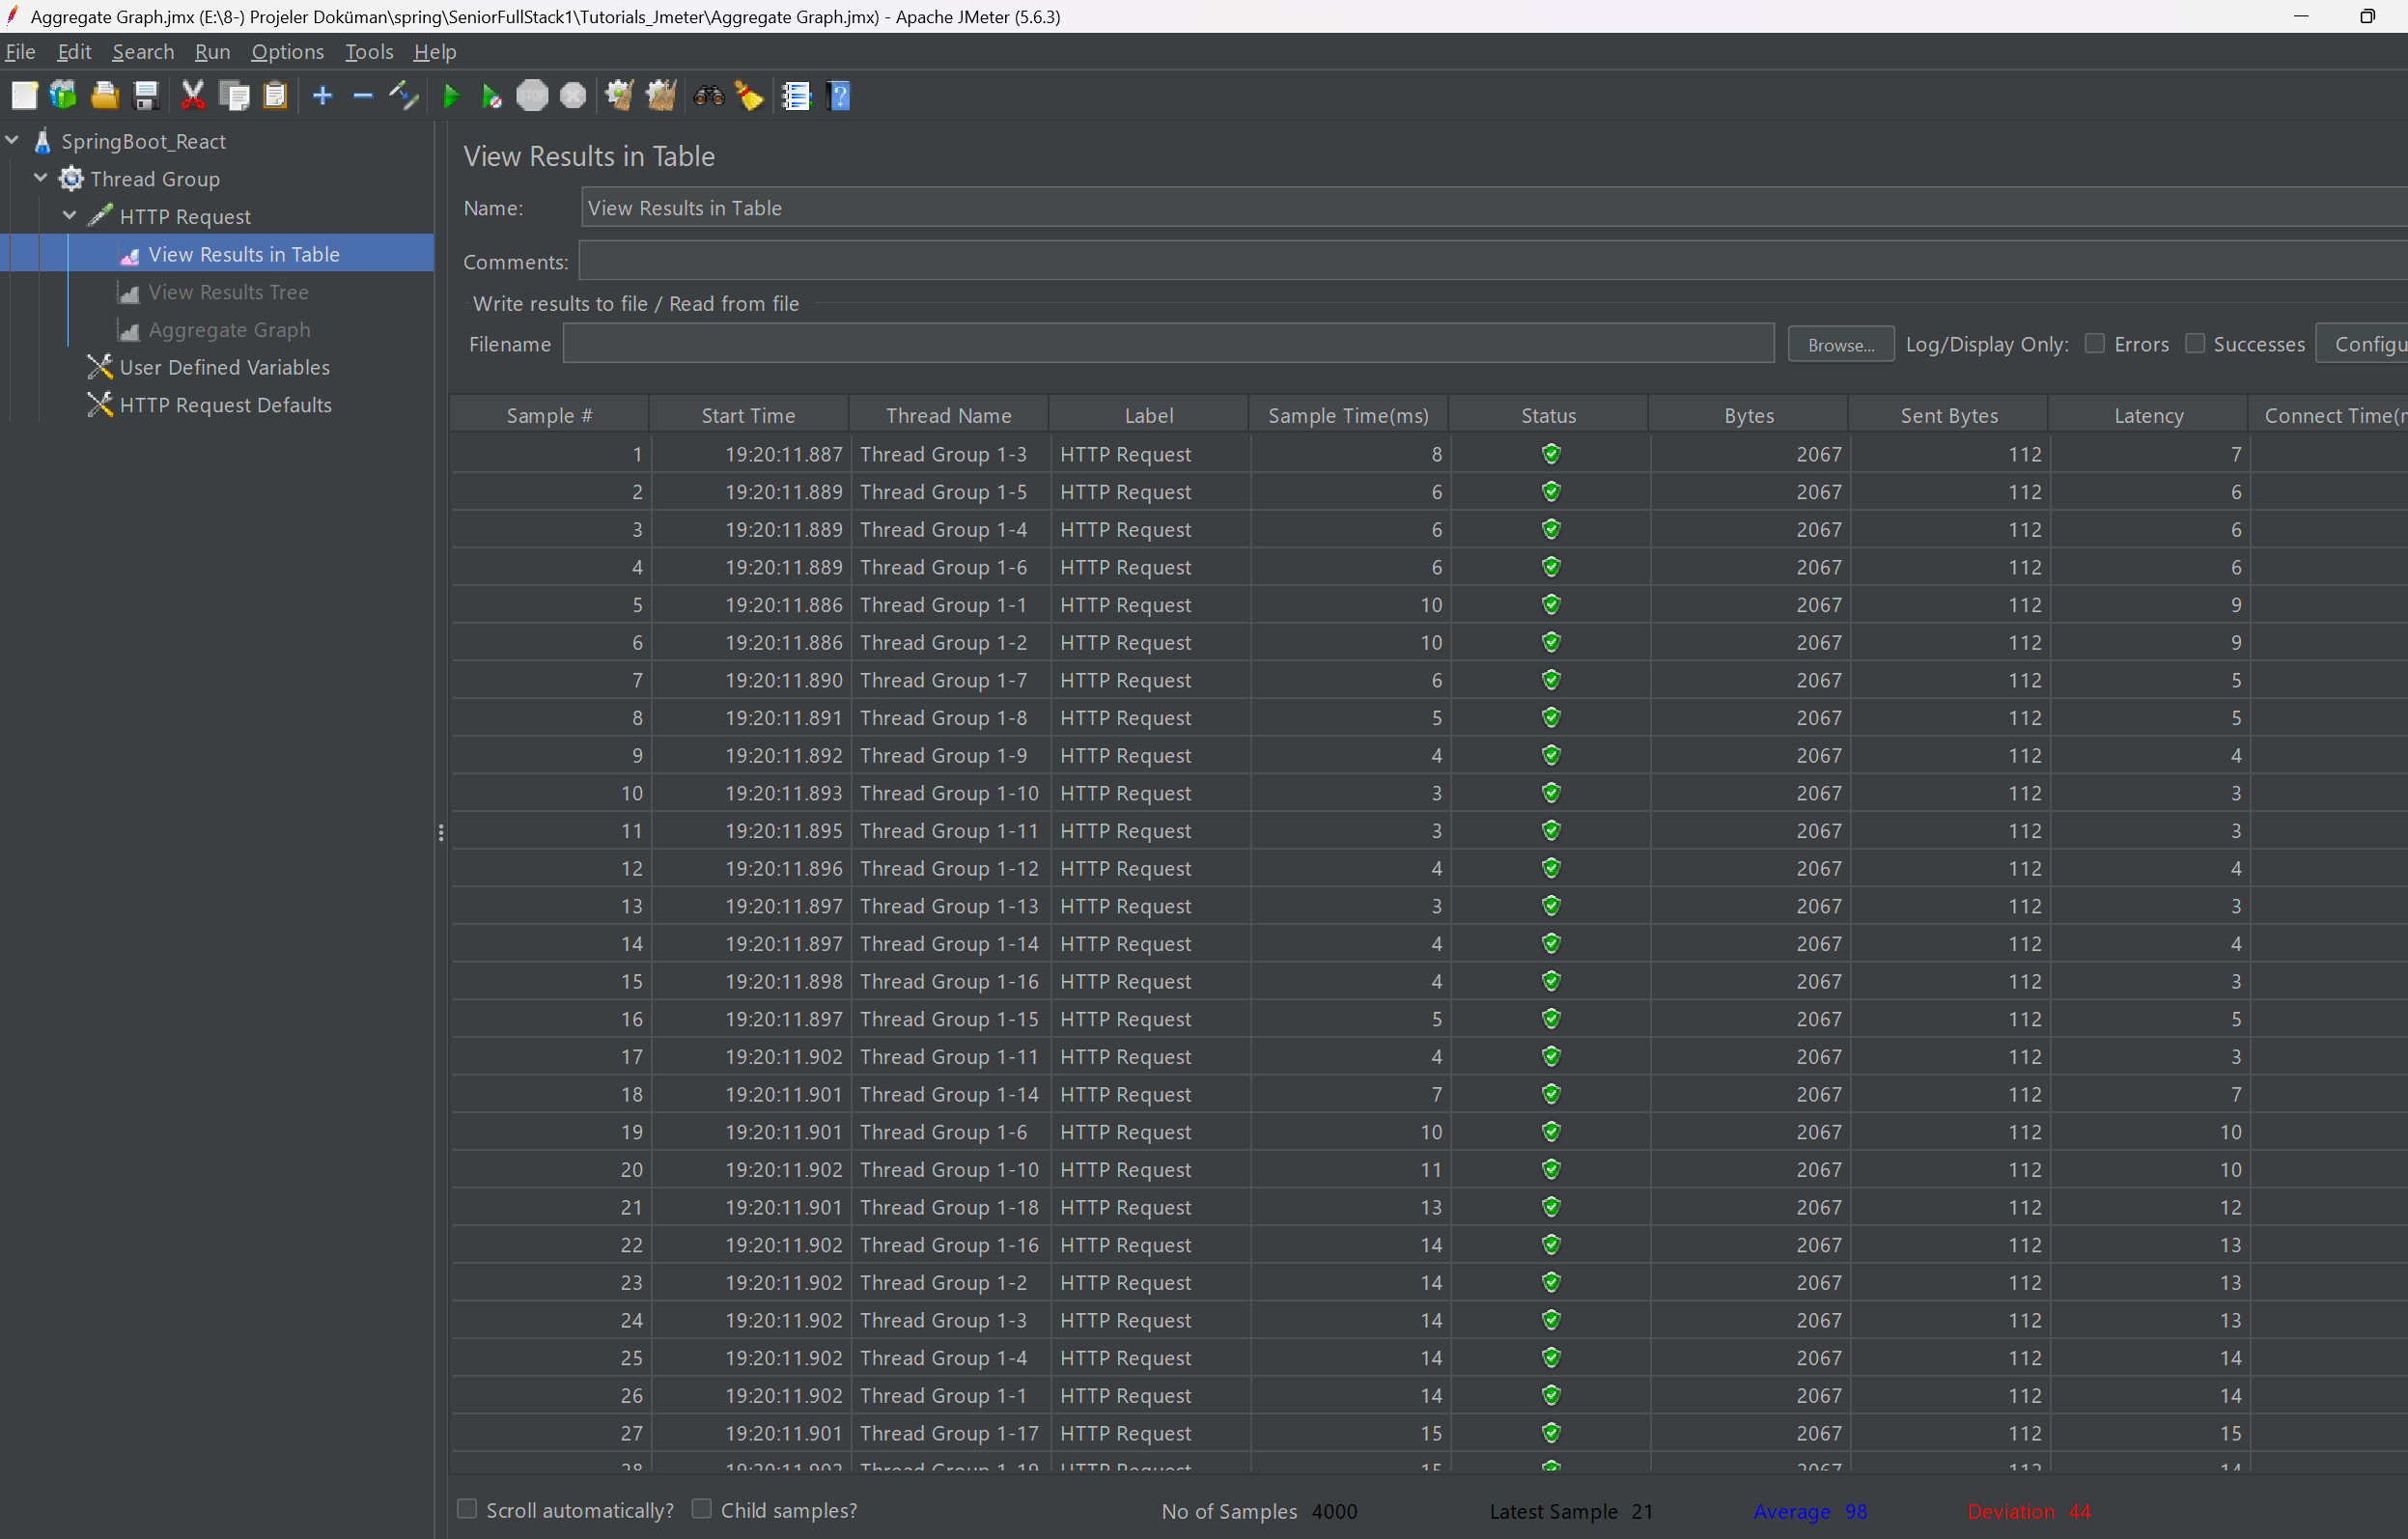 Aggregate Graph.jmx (E:\8-) Projeler Doküman\spring\SeniorFullStack1\Tutorials_Jmeter\Aggregate Graph.jmx) - Apache JMeter (5.6.3)
File Edit Search Run Options Tools Help
STOP
SpringBoot_React
Thread Group
HTTP Request
View Results in Table
View Results Tree
Aggregate Graph
User Defined Variables
HTTP Request Defaults
View Results in Table
Name: View Results in Table
Comments:
Write results to file / Read from file
Filename Browse... Log/Display Only: Errors Successes Configu
Sample # Start Time Thread Name Label Sample Time(ms) Status Bytes Sent Bytes Latency Connect Time(
1 19:20:11.887 Thread Group 1-3 HTTP Request 8 2067 112 7
2 19:20:11.889 Thread Group 1-5 HTTP Request 6 2067 112 6
3 19:20:11.889 Thread Group 1-4 HTTP Request 6 2067 112 6
4 19:20:11.889 Thread Group 1-6 HTTP Request 6 2067 112 6
5 19:20:11.886 Thread Group 1-1 HTTP Request 10 2067 112 9
6 19:20:11.886 Thread Group 1-2 HTTP Request 10 2067 112 9
7 19:20:11.890 Thread Group 1-7 HTTP Request 6 2067 112 5
8 19:20:11.891 Thread Group 1-8 HTTP Request 5 2067 112 5
9 19:20:11.892 Thread Group 1-9 HTTP Request 4 2067 112 4
10 19:20:11.893 Thread Group 1-10 HTTP Request 3 2067 112 3
11 19:20:11.895 Thread Group 1-11 HTTP Request 3 2067 112 3
12 19:20:11.896 Thread Group 1-12 HTTP Request 4 2067 112 4
13 19:20:11.897 Thread Group 1-13 HTTP Request 3 2067 112 3
14 19:20:11.897 Thread Group 1-14 HTTP Request 4 2067 112 4
15 19:20:11.898 Thread Group 1-16 HTTP Request 4 2067 112 3
16 19:20:11.897 Thread Group 1-15 HTTP Request 5 2067 112 5
17 19:20:11.902 Thread Group 1-11 HTTP Request 4 2067 112 3
18 19:20:11.901 Thread Group 1-14 HTTP Request 7 2067 112 7
19 19:20:11.901 Thread Group 1-6 HTTP Request 10 2067 112 10
20 19:20:11.902 Thread Group 1-10 HTTP Request 11 2067 112 10
21 19:20:11.901 Thread Group 1-18 HTTP Request 13 2067 112 12
22 19:20:11.902 Thread Group 1-16 HTTP Request 14 2067 112 13
23 19:20:11.902 Thread Group 1-2 HTTP Request 14 2067 112 13
24 19:20:11.902 Thread Group 1-3 HTTP Request 14 2067 112 13
25 19:20:11.902 Thread Group 1-4 HTTP Request 14 2067 112 14
26 19:20:11.902 Thread Group 1-1 HTTP Request 14 2067 112 14
27 19:20:11.901 Thread Group 1-17 HTTP Request 15 2067 112 15
Scroll automatically? Child samples? No of Samples 4000 Latest Sample 21 Average 98 Deviation 44